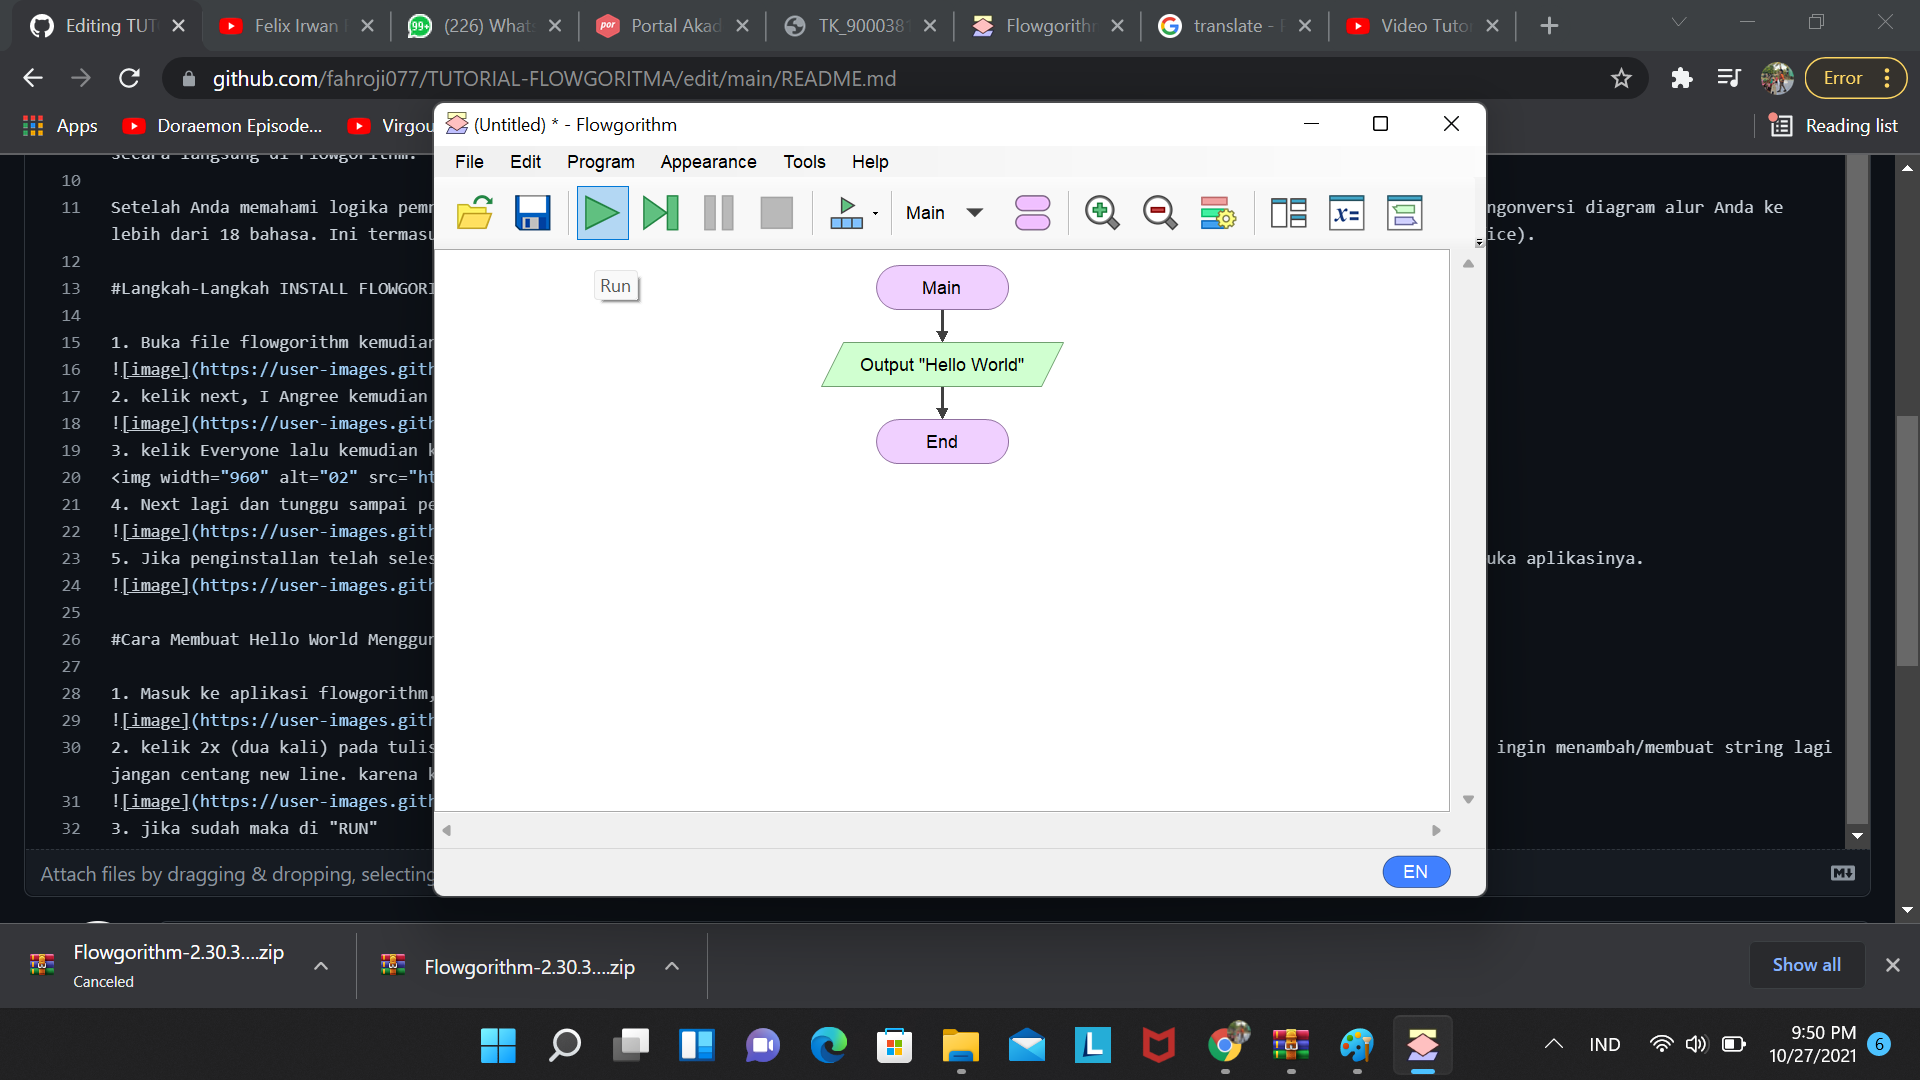 Editing TUT
Felix Irwan
(226) Whats
Portal Akad
TK_9000381
Flowgorithm
translate -
Video Tuto
github.com/fahroji077/TUTORIAL-FLOWGORITMA/edit/main/README.md
Error
Apps
Doraemon Episode...
Virgou
Reading list
(Untitled) * - Flowgorithm
File Edit Program Appearance Tools Help
Main
Run
Main
Output "Hello World"
End
EN
secara langsung di Flowgorithm.
10
11 Setelah Anda memahami logika pemr
ngonversi diagram alur Anda ke
lebih dari 18 bahasa. Ini termasu
ice).
12
13 #Langkah-Langkah INSTALL FLOWGORI
14
15 1. Buka file flowgorithm kemudian
16 ![image](https://user-images.gith
17 2. kelik next, I Angree kemudian
18 ![image](https://user-images.gith
19 3. kelik Everyone lalu kemudian k
20 <img width="960" alt="02" src="ht
21 4. Next lagi dan tunggu sampai pe
22 ![image](https://user-images.gith
23 5. Jika penginstallan telah seles
uka aplikasinya.
24 ![image](https://user-images.gith
25
26 #Cara Membuat Hello World Menggun
27
28 1. Masuk ke aplikasi flowgorithm,
29 ![image](https://user-images.gith
30 2. kelik 2x (dua kali) pada tulis
ingin menambah/membuat string lagi
jangan centang new line. karena k
31 ![image](https://user-images.gith
32 3. jika sudah maka di "RUN"
Attach files by dragging & dropping, selecting
Flowgorithm-2.30.3....zip
Canceled
Flowgorithm-2.30.3....zip
Show all
IND
9:50 PM
10/27/2021
6